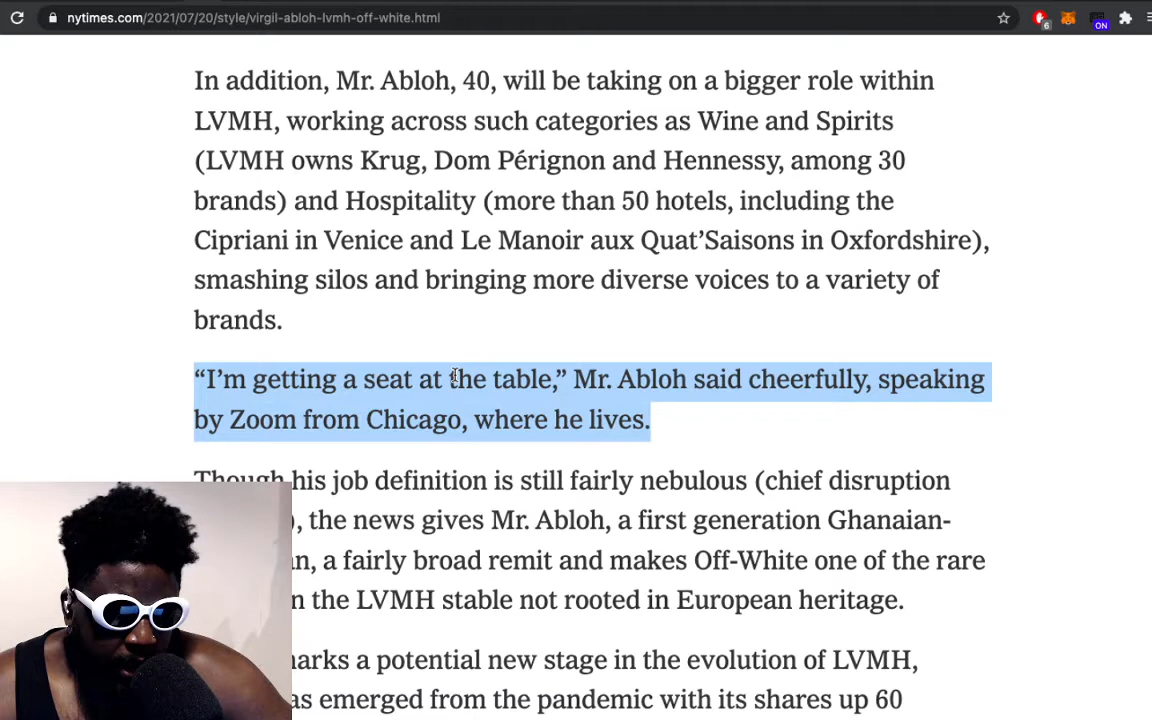 nytimes.com/2021/07/20/style/virgil-abloh-lvmh-off-white.html
6
ON
In addition, Mr. Abloh, 40, will be taking on a bigger role within
LVMH, working across such categories as Wine and Spirits
(LVMH owns Krug, Dom Pérignon and Hennessy, among 30
brands) and Hospitality (more than 50 hotels, including the
Cipriani in Venice and Le Manoir aux Quat’Saisons in Oxfordshire),
smashing silos and bringing more diverse voices to a variety of
brands.
“I’m getting a seat at the table,” Mr. Abloh said cheerfully, speaking
by Zoom from Chicago, where he lives.
Though his job definition is still fairly nebulous (chief disruption
), the news gives Mr. Abloh, a first generation Ghanaian-
a fairly broad remit and makes Off-White one of the rare
the LVMH stable not rooted in European heritage.
a potential new stage in the evolution of LVMH,
emerged from the pandemic with its shares up 60